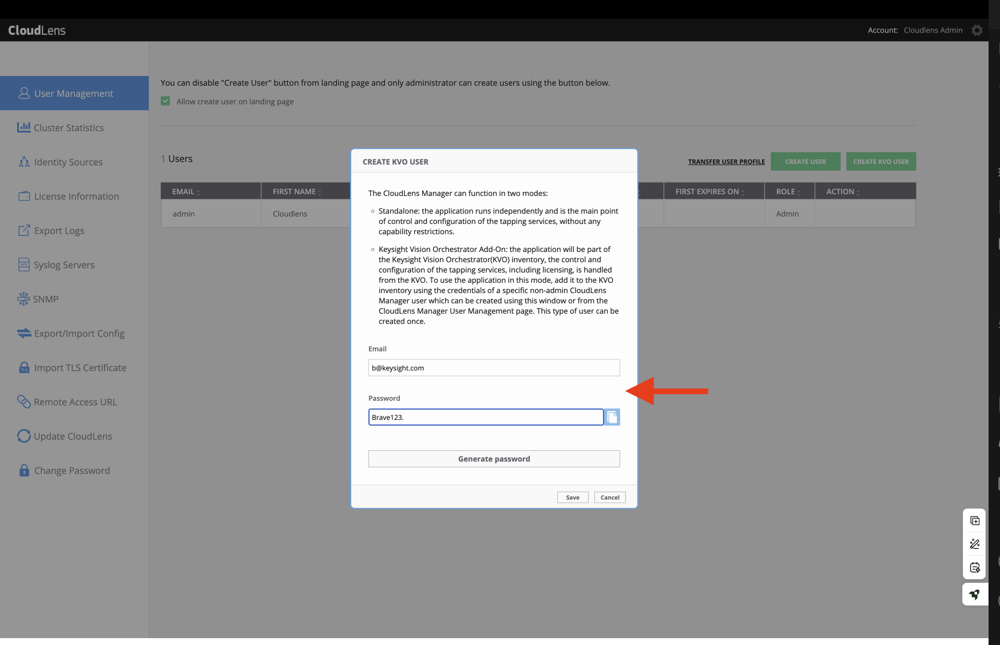 CloudLens
Account: Cloudlens Admin
User Management
Cluster Statistics
Identity Sources
License Information
Export Logs
Syslog Servers
SNMP
Export/Import Config
Import TLS Certificate
Remote Access URL
Update CloudLens
Change Password
You can disable "Create User" button from landing page and only administrator can create users using the button below.
Allow create user on landing page
1 Users
TRANSFER USER PROFILE
CREATE USER
CREATE KVO USER
EMAIL
FIRST NAME
FIRST EXPIRES ON
ROLE
ACTION
admin
Cloudlens
Admin
CREATE KVO USER
The CloudLens Manager can function in two modes:
Standalone: the application runs independently and is the main point
of control and configuration of the tapping services, without any
capability restrictions.
Keysight Vision Orchestrator Add-On: the application will be part of
the Keysight Vision Orchestrator(KVO) inventory, the control and
configuration of the tapping services, including licensing, is handled
from the KVO. To use the application in this mode, add it to the KVO
inventory using the credentials of a specific non-admin CloudLens
Manager user which can be created using this window or from the
CloudLens Manager User Management page. This type of user can be
created once.
Email
b@keysight.com
Password
Brave123.
Generate password
Save
Cancel